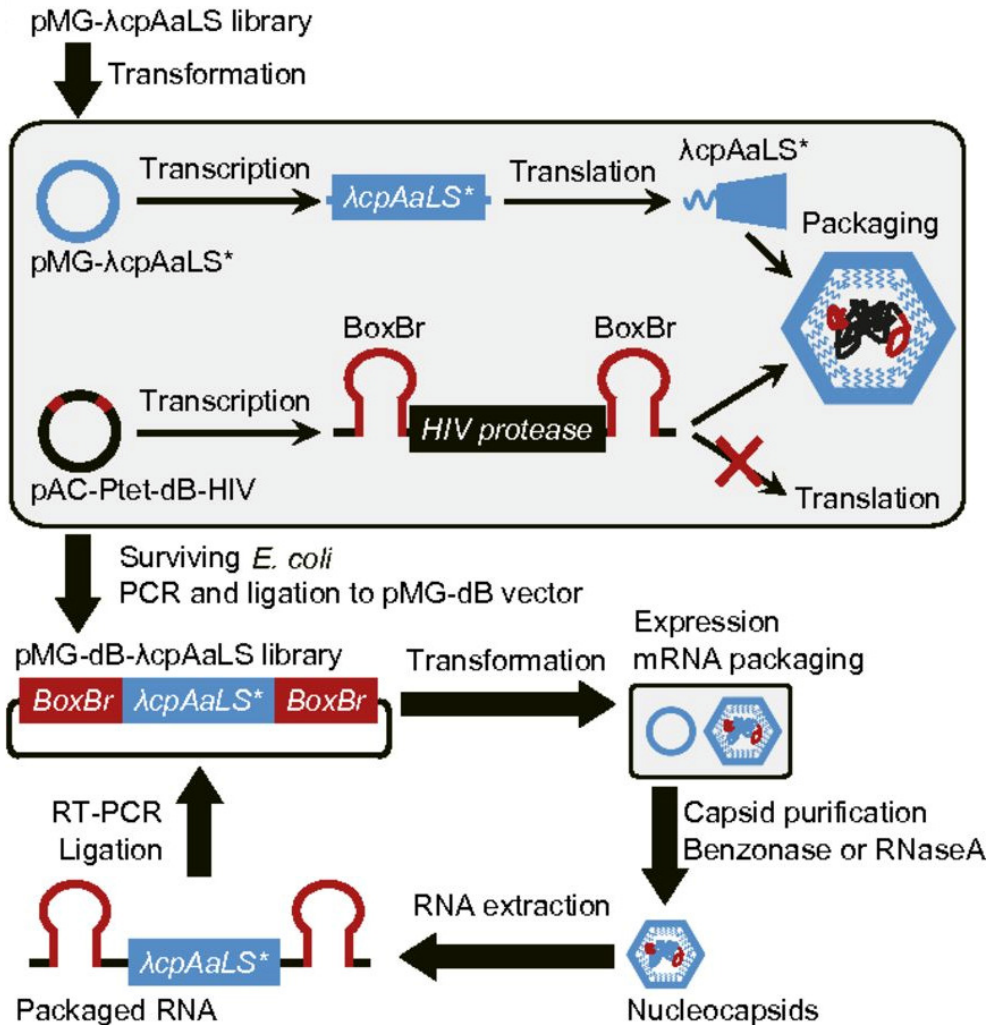 pMG-λcpAaLS library
Transformation
Transcription
λcpAaLS*
Translation
λcpAaLS*
Packaging
pMG-λcpAaLS*
BoxBr
BoxBr
Transcription
HIV protease
pAC-Ptet-dB-HIV
Translation
Surviving E. coli
PCR and ligation to pMG-dB vector
pMG-dB-λcpAaLS library
BoxBr λcpAaLS* BoxBr
Transformation
Expression
mRNA packaging
RT-PCR
Ligation
Capsid purification
Benzonase or RNaseA
RNA extraction
λcpAaLS*
Packaged RNA
Nucleocapsids